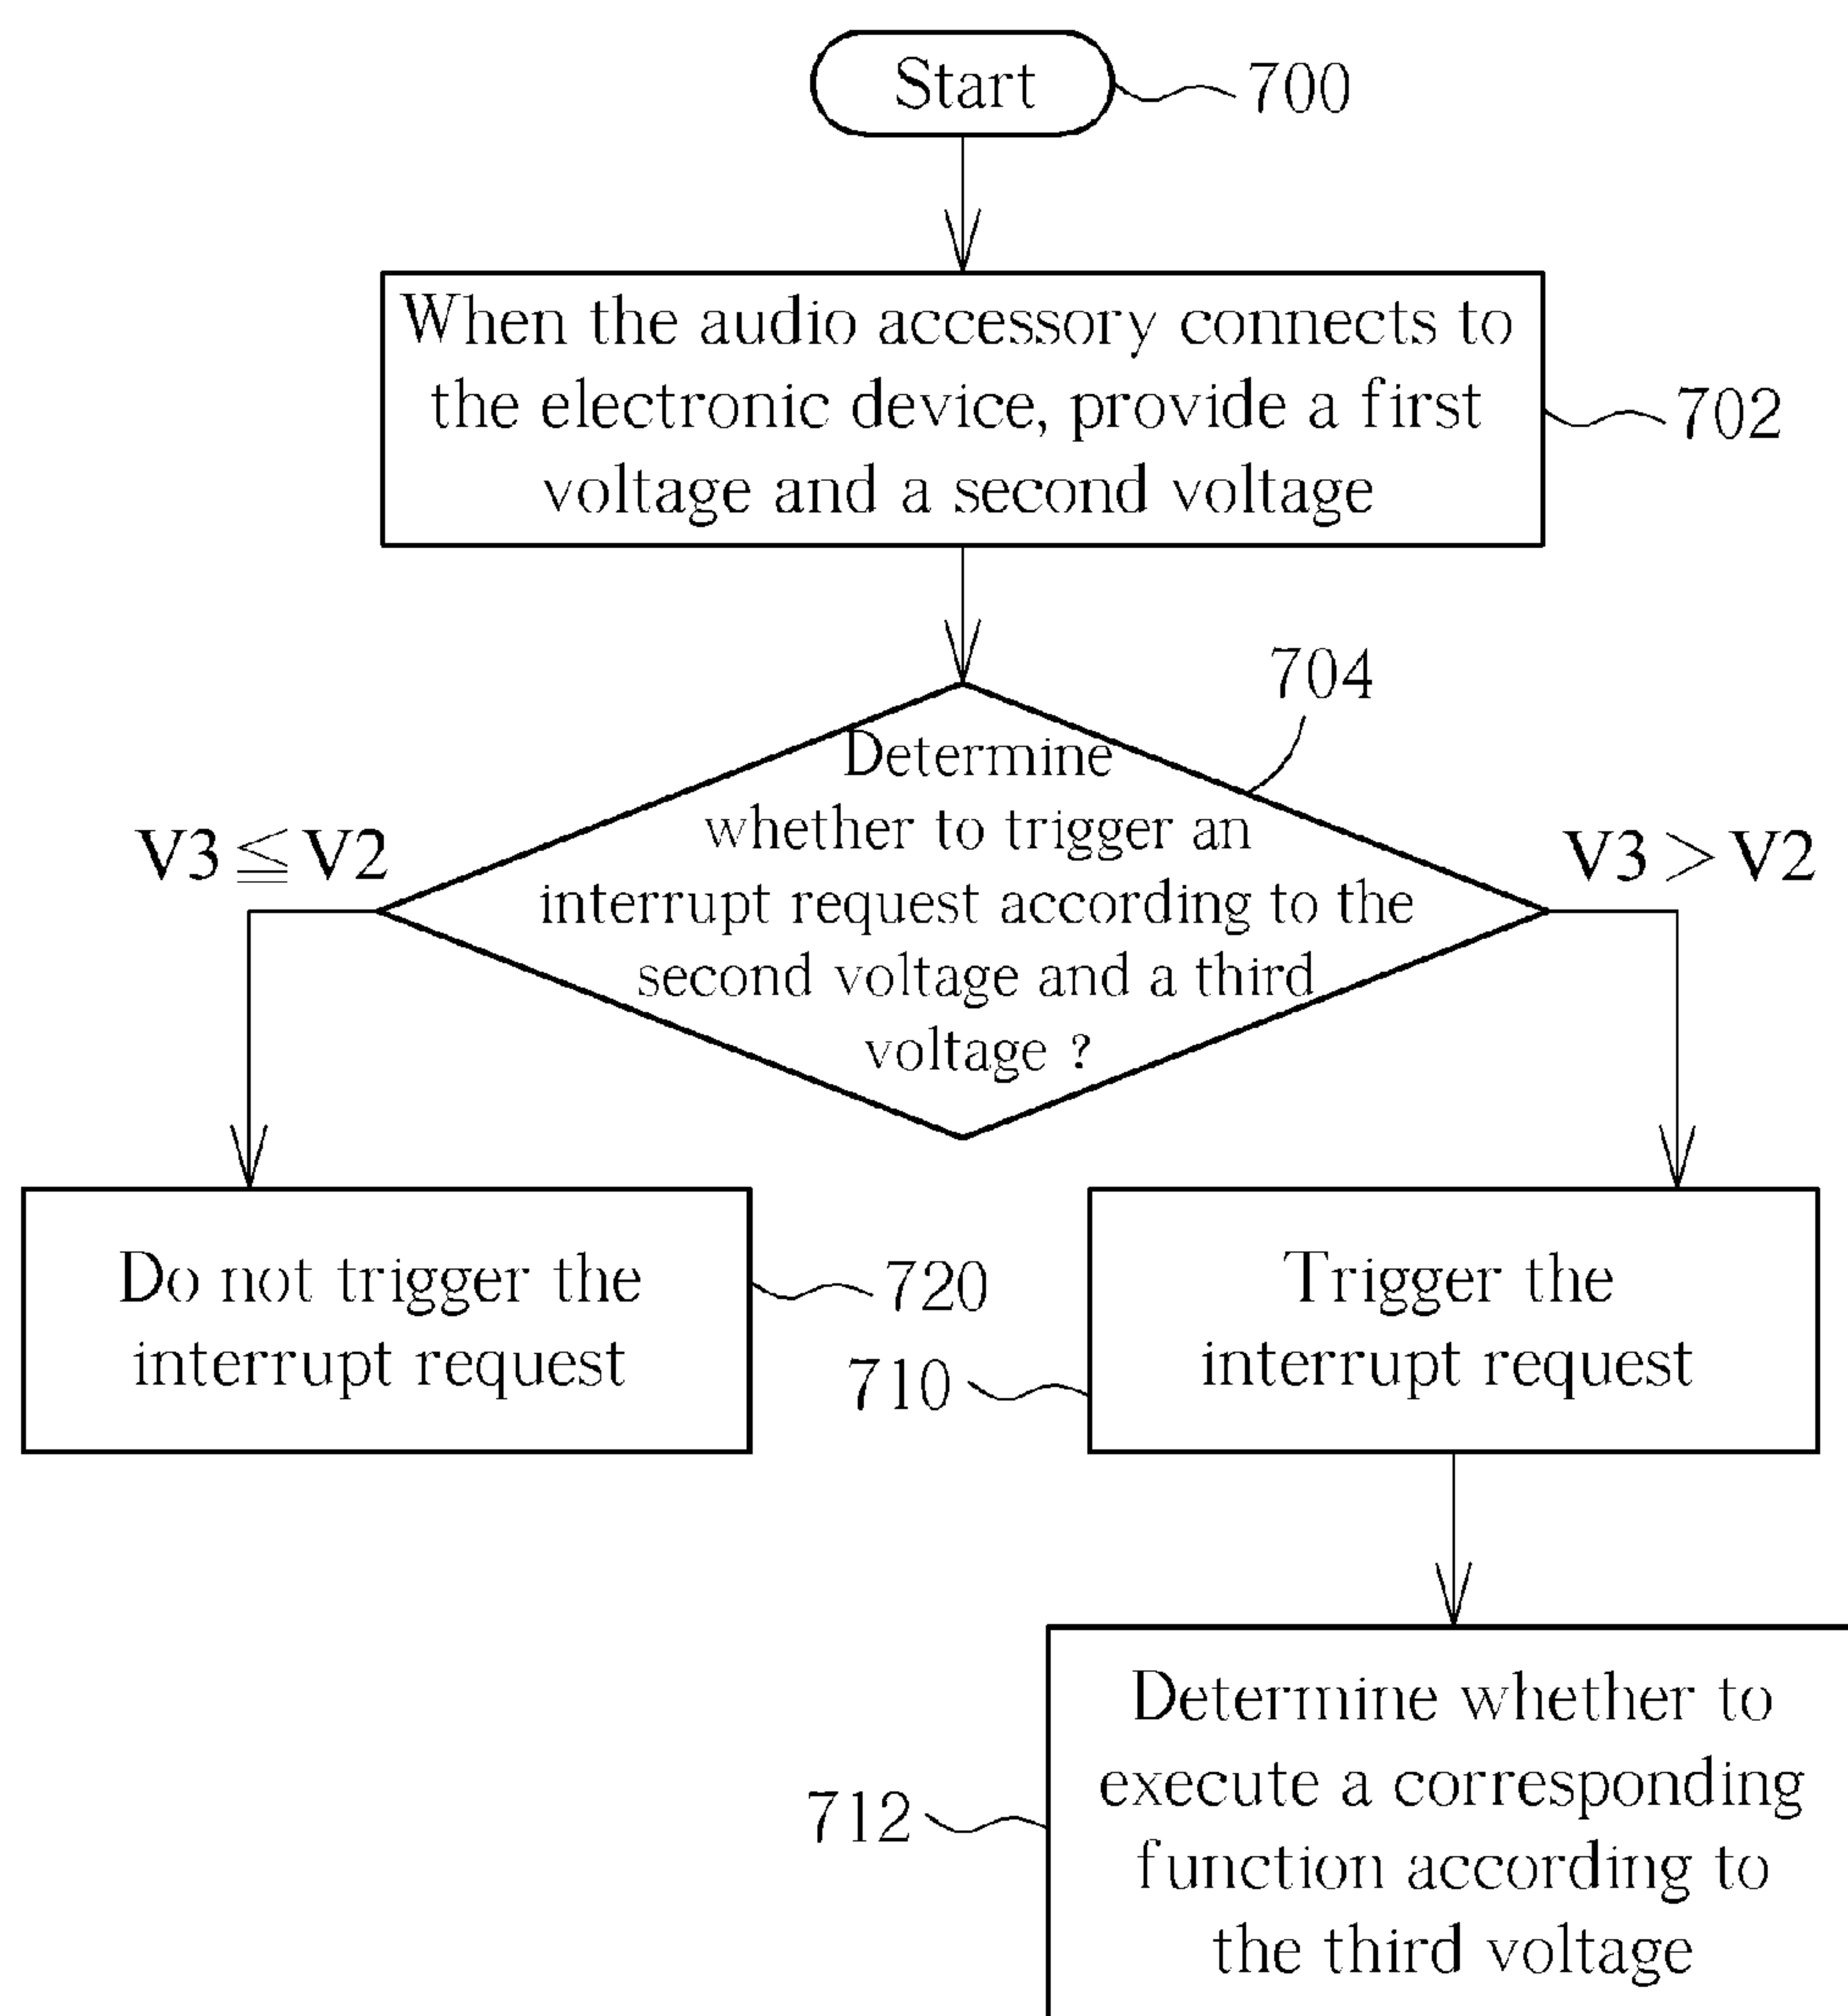 Start
700
When the audio accessory connects to
the electronic device, provide a first
voltage and a second voltage
702
704
Determine
whether to trigger an
interrupt request according to the
second voltage and a third
voltage ?
V3 ≦ V2
V3 > V2
Do not trigger the
interrupt request
720
710
Trigger the
interrupt request
712
Determine whether to
execute a corresponding
function according to
the third voltage